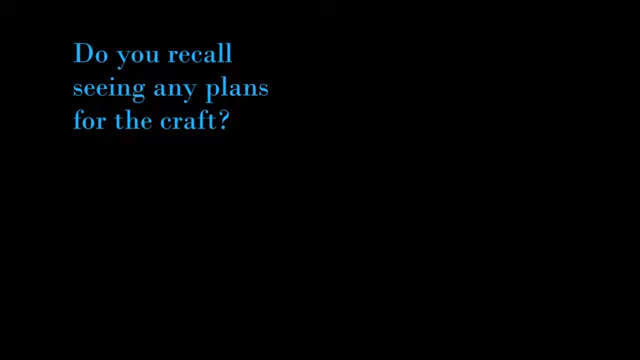 Do you recall
seeing any plans
for the craft?